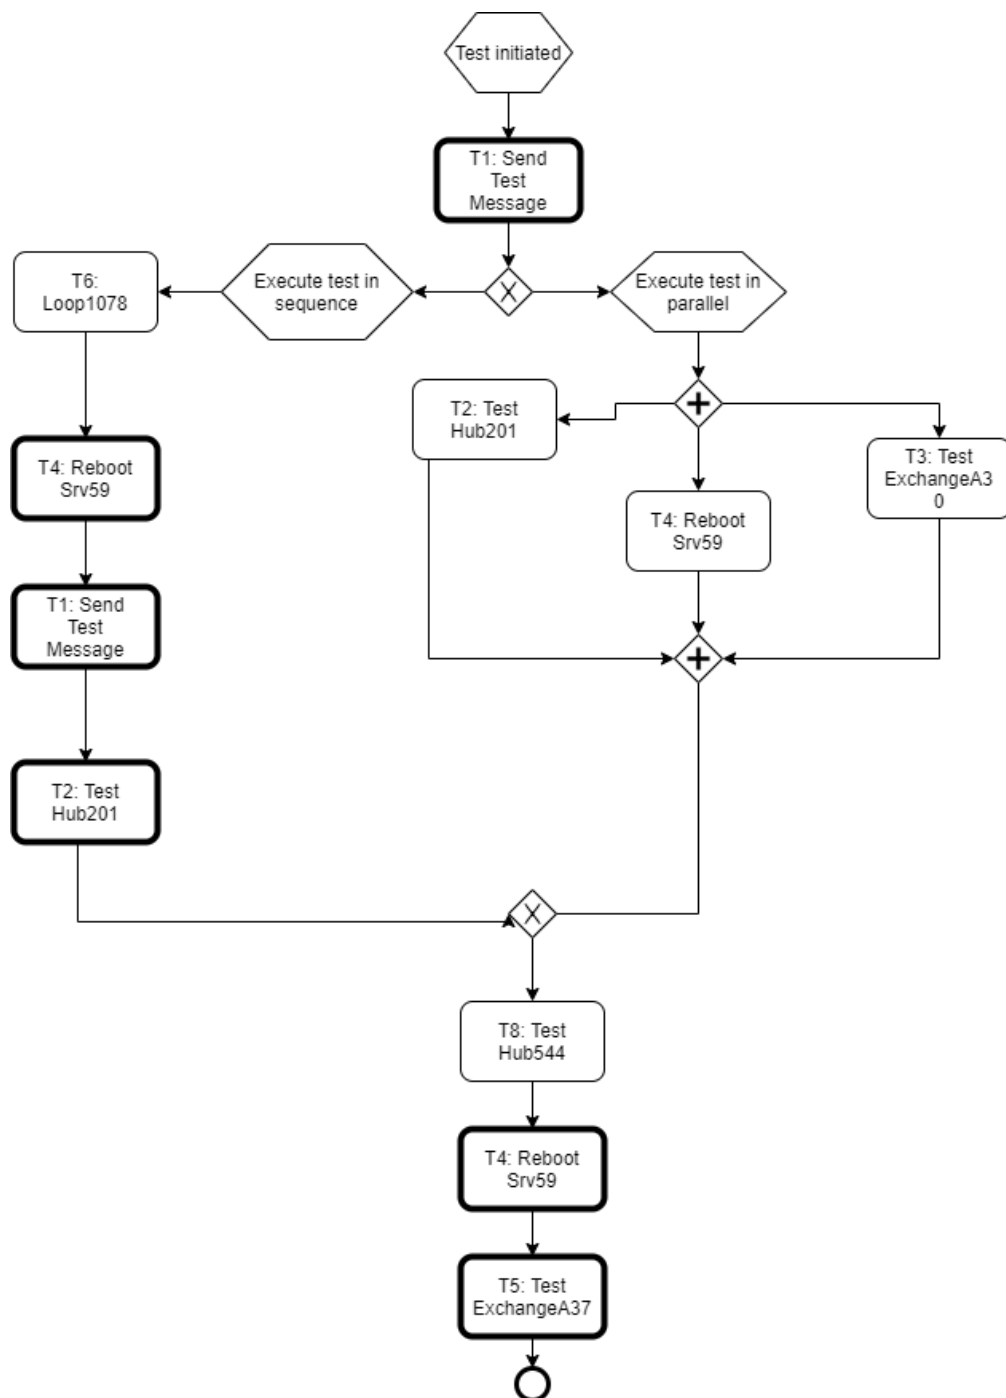 Test initiated
T1: Send
Test
Message
T6:
Loop1078
Execute test in
sequence
X
Execute test in
parallel
T2: Test
Hub201
+
T3: Test
ExchangeA3
0
T4: Reboot
Srv59
T4: Reboot
Srv59
T1: Send
Test
Message
+
T2: Test
Hub201
X
T8: Test
Hub544
T4: Reboot
Srv59
T5: Test
ExchangeA37